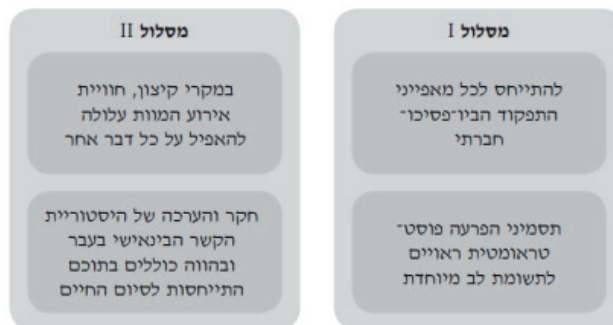 מסלול I
להתייחס לכל מאפייני
התפקוד הביו־פסיכו־
חברתי
תסמיני הפרעה פוסט־
טראומטית ראויים
לתשומת לב מיוחדת
מסלול II
במקרי קיצון, חוויית
אירוע המוות עלולה
להאפיל על כל דבר אחר
חקר והערכה של היסטוריית
הקשר הבינאישי בעבר
ובהווה כוללים בתוכם
התייחסות לסיום החיים